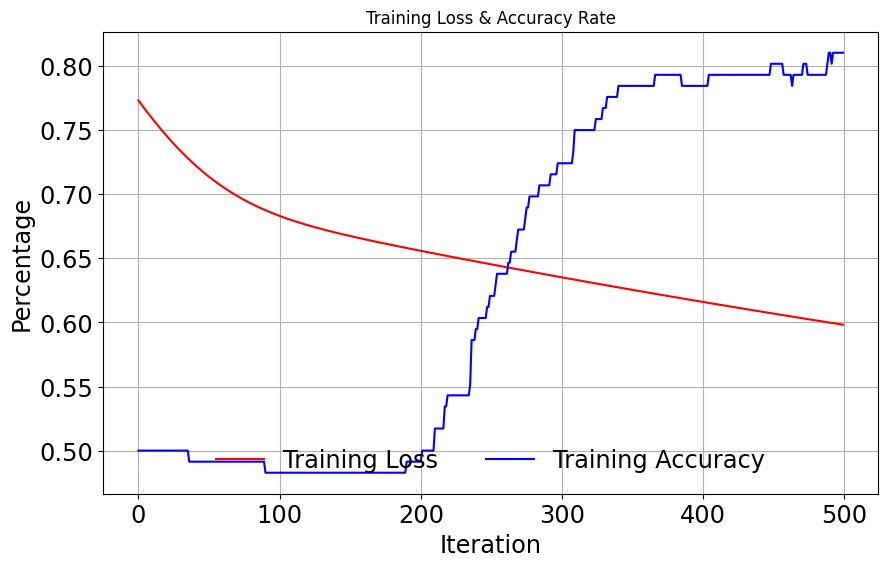 Training Loss & Accuracy Rate
Percentage
0.80
0.75
0.70
0.65
0.60
0.55
0.50
Training Loss
Training Accuracy
0
100
200
300
400
500
Iteration